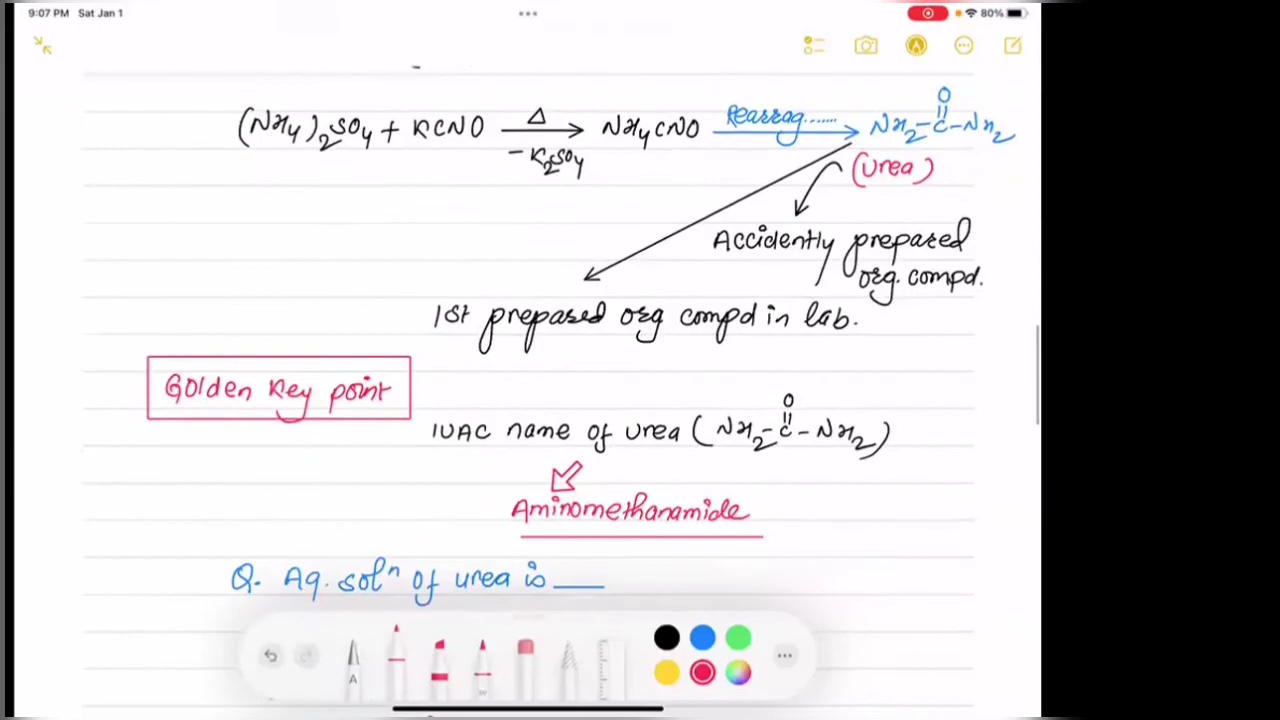 9:07 PM Sat Jan 1
80%
(NH4)2SO4 + KCNO Δ→ -K2SO4 NH4CNO Rearrag....... NH2-C-NH2
O
(Urea)
Accidently prepared
org. compd.
1st prepared org compd in lab.
Golden Key point
O
IUAC name of urea (NH2-C-NH2)
Aminomethanamide
Q. Aq. solⁿ of urea is ___
A